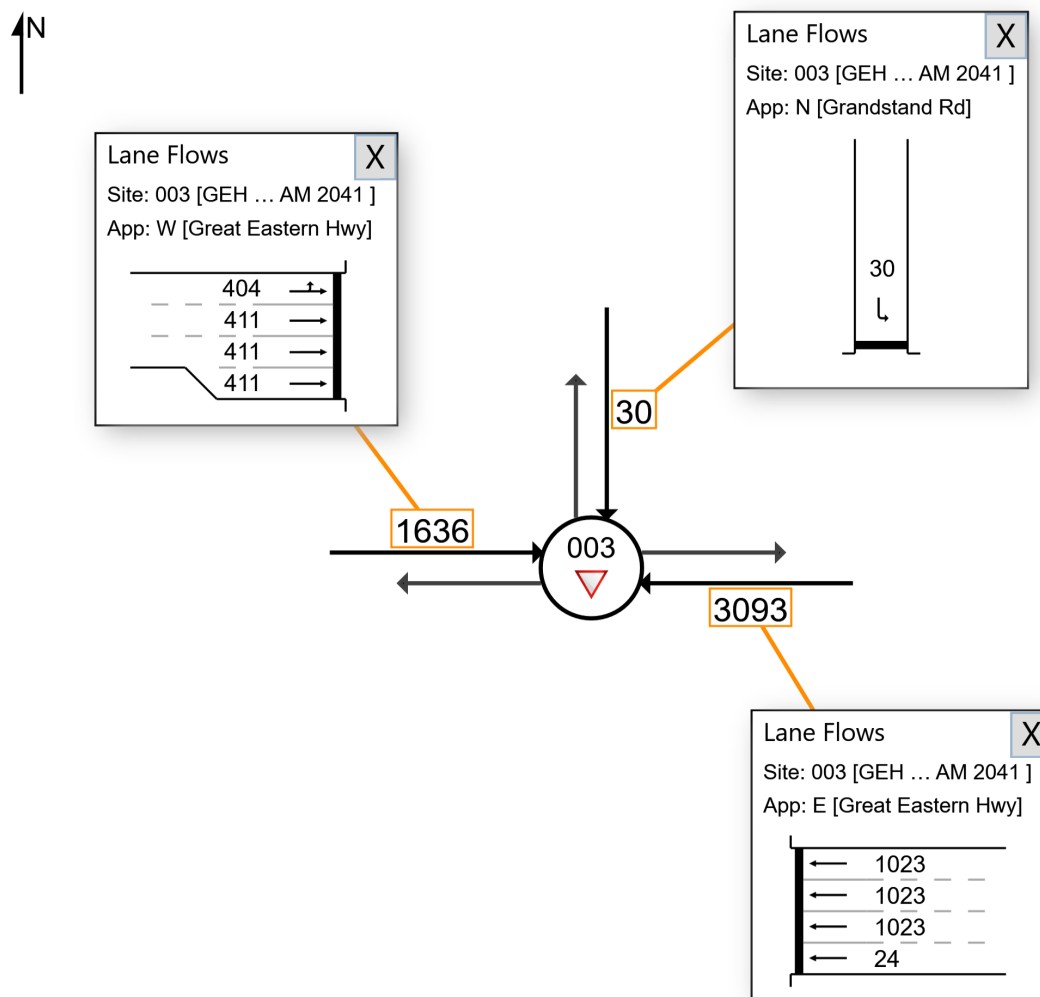 N
Lane Flows
X
Site: 003 [GEH ... AM 2041 ]
App: N [Grandstand Rd]
30
Lane Flows
X
Site: 003 [GEH ... AM 2041 ]
App: W [Great Eastern Hwy]
404
411
411
411
30
1636
003
3093
Lane Flows
X
Site: 003 [GEH ... AM 2041 ]
App: E [Great Eastern Hwy]
1023
1023
1023
24